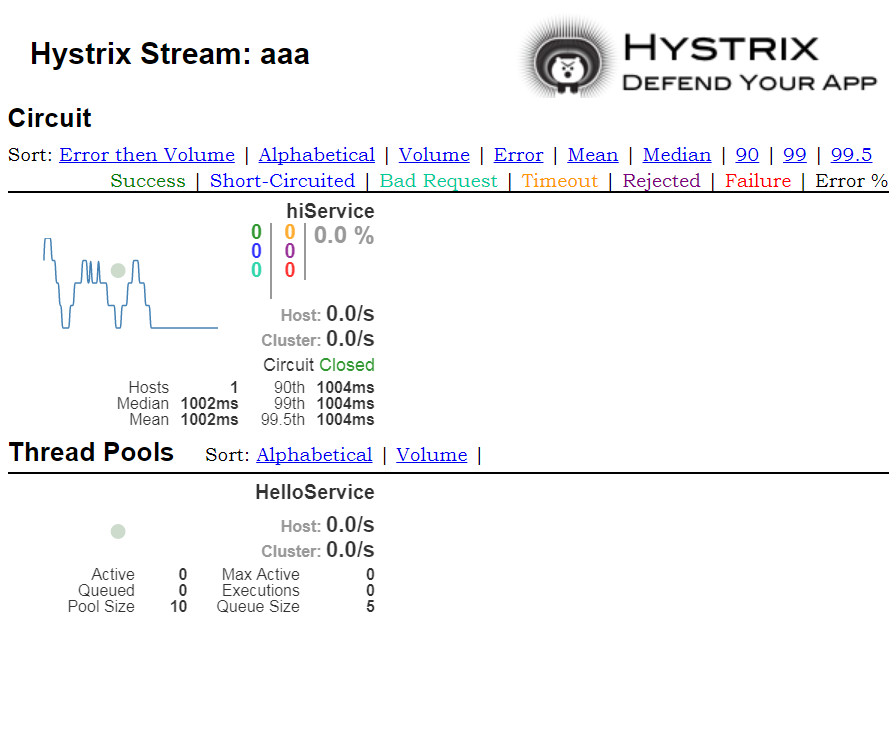 Hystrix Stream: aaa
HYSTRIX
DEFEND YOUR APP
Circuit
Sort: Error then Volume | Alphabetical | Volume | Error | Mean | Median | 90 | 99 | 99.5
Success | Short-Circuited | Bad Request | Timeout | Rejected | Failure | Error %
hiService
0 0 0.0 %
0 0
0 0
Host: 0.0/s
Cluster: 0.0/s
Circuit Closed
Hosts 1 90th 1004ms
Median 1002ms 99th 1004ms
Mean 1002ms 99.5th 1004ms
Thread Pools Sort: Alphabetical | Volume |
HelloService
Host: 0.0/s
Cluster: 0.0/s
Active 0 Max Active 0
Queued 0 Executions 0
Pool Size 10 Queue Size 5